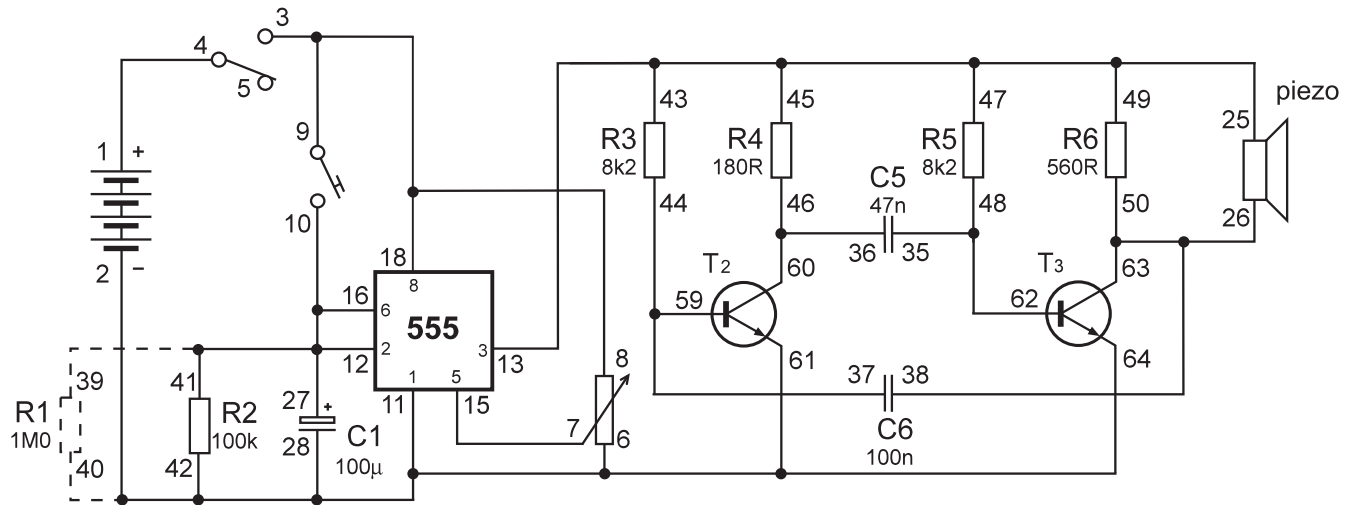 3
4
5
43
45
47
49
piezo
25
9
1 +
R3
8k2
R4
180R
R5
8k2
R6
560R
C5
47n
44
46
48
50
26
10
36 35
2 −
18
8
T2
60
T3
63
16
6
555
59
62
12
2
3
13
61
64
1
5
8
39
41
11
15
37 38
R1
1M0
27 +
R2
100k
7
6
C6
100n
28
C1
100µ
40
42